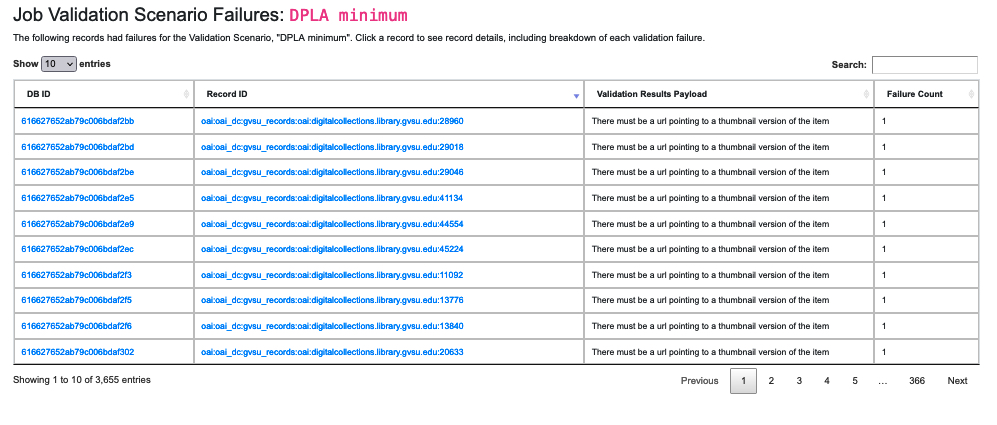 Job Validation Scenario Failures: DPLA minimum
The following records had failures for the Validation Scenario, "DPLA minimum". Click a record to see record details, including breakdown of each validation failure.
Show 10 entries Search:
DB ID Record ID Validation Results Payload Failure Count
616627652ab79c006bdaf2bb oai:oai_dc:gvsu_records:oai:digitalcollections.library.gvsu.edu:28960 There must be a url pointing to a thumbnail version of the item 1
616627652ab79c006bdaf2bd oai:oai_dc:gvsu_records:oai:digitalcollections.library.gvsu.edu:29018 There must be a url pointing to a thumbnail version of the item 1
616627652ab79c006bdaf2be oai:oai_dc:gvsu_records:oai:digitalcollections.library.gvsu.edu:29046 There must be a url pointing to a thumbnail version of the item 1
616627652ab79c006bdaf2e5 oai:oai_dc:gvsu_records:oai:digitalcollections.library.gvsu.edu:41134 There must be a url pointing to a thumbnail version of the item 1
616627652ab79c006bdaf2e9 oai:oai_dc:gvsu_records:oai:digitalcollections.library.gvsu.edu:44554 There must be a url pointing to a thumbnail version of the item 1
616627652ab79c006bdaf2ec oai:oai_dc:gvsu_records:oai:digitalcollections.library.gvsu.edu:45224 There must be a url pointing to a thumbnail version of the item 1
616627652ab79c006bdaf2f3 oai:oai_dc:gvsu_records:oai:digitalcollections.library.gvsu.edu:11092 There must be a url pointing to a thumbnail version of the item 1
616627652ab79c006bdaf2f5 oai:oai_dc:gvsu_records:oai:digitalcollections.library.gvsu.edu:13776 There must be a url pointing to a thumbnail version of the item 1
616627652ab79c006bdaf2f6 oai:oai_dc:gvsu_records:oai:digitalcollections.library.gvsu.edu:13840 There must be a url pointing to a thumbnail version of the item 1
616627652ab79c006bdaf302 oai:oai_dc:gvsu_records:oai:digitalcollections.library.gvsu.edu:20633 There must be a url pointing to a thumbnail version of the item 1
Showing 1 to 10 of 3,655 entries Previous 1 2 3 4 5 … 366 Next